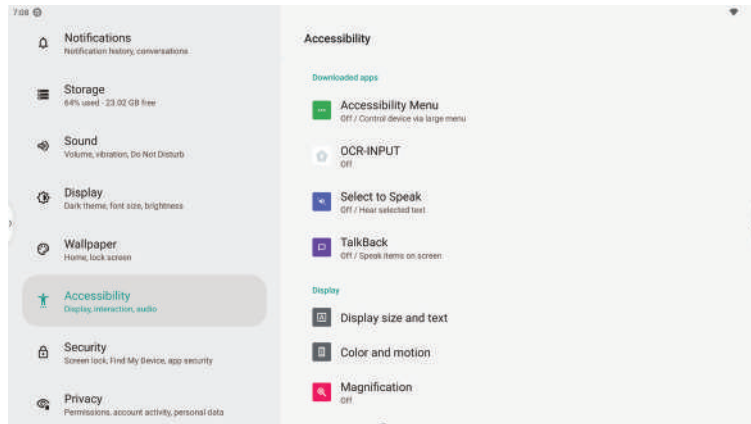 7:08
Notifications
Notification history, conversations
Storage
64% used - 23.02 GB free
Sound
Volume, vibration, Do Not Disturb
Display
Dark theme, font size, brightness
Wallpaper
Home, lock screen
Accessibility
Display, interaction, audio
Security
Screen lock, Find My Device, app security
Privacy
Permissions, account activity, personal data
Accessibility
Downloaded apps
Accessibility Menu
Off / Control device via large menu
OCR-INPUT
Off
Select to Speak
Off / Hear selected text
TalkBack
Off / Speak items on screen
Display
Display size and text
Color and motion
Magnification
Off